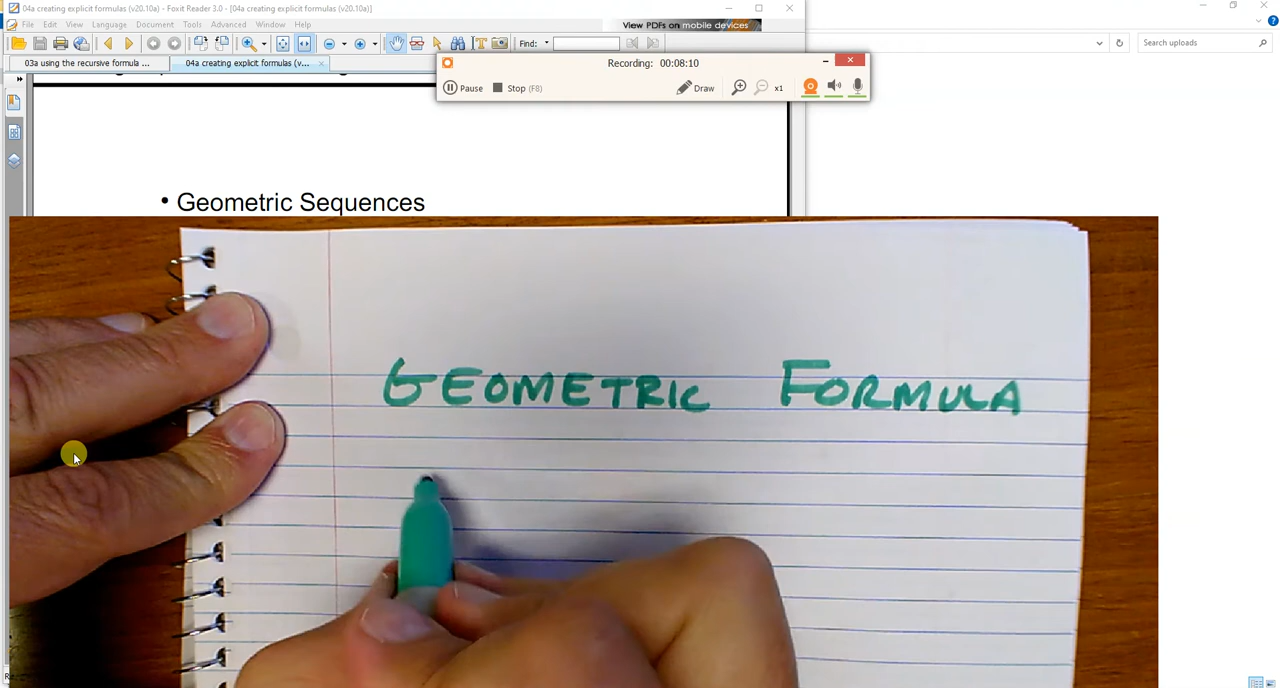 04a creating explicit formulas (v20.10a) - Foxit Reader 3.0 - [04a creating explicit formulas (v20.10a)]
File Edit View Language Document Tools Advanced Window Help
View PDFs on mobile devices
Find:
Search uploads
03a using the recursive formula ...
04a creating explicit formulas (v...
Recording: 00:08:10
Pause Stop (F8) Draw x1
• Geometric Sequences
GEOMETRIC FORMULA